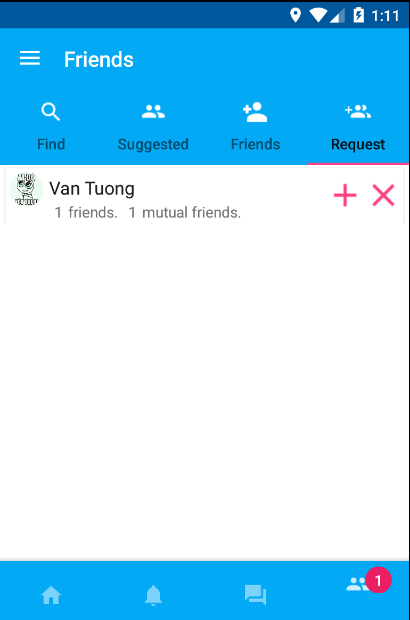 1:11
Friends
Find
Suggested
Friends
Request
Van Tuong
1 friends. 1 mutual friends.
1